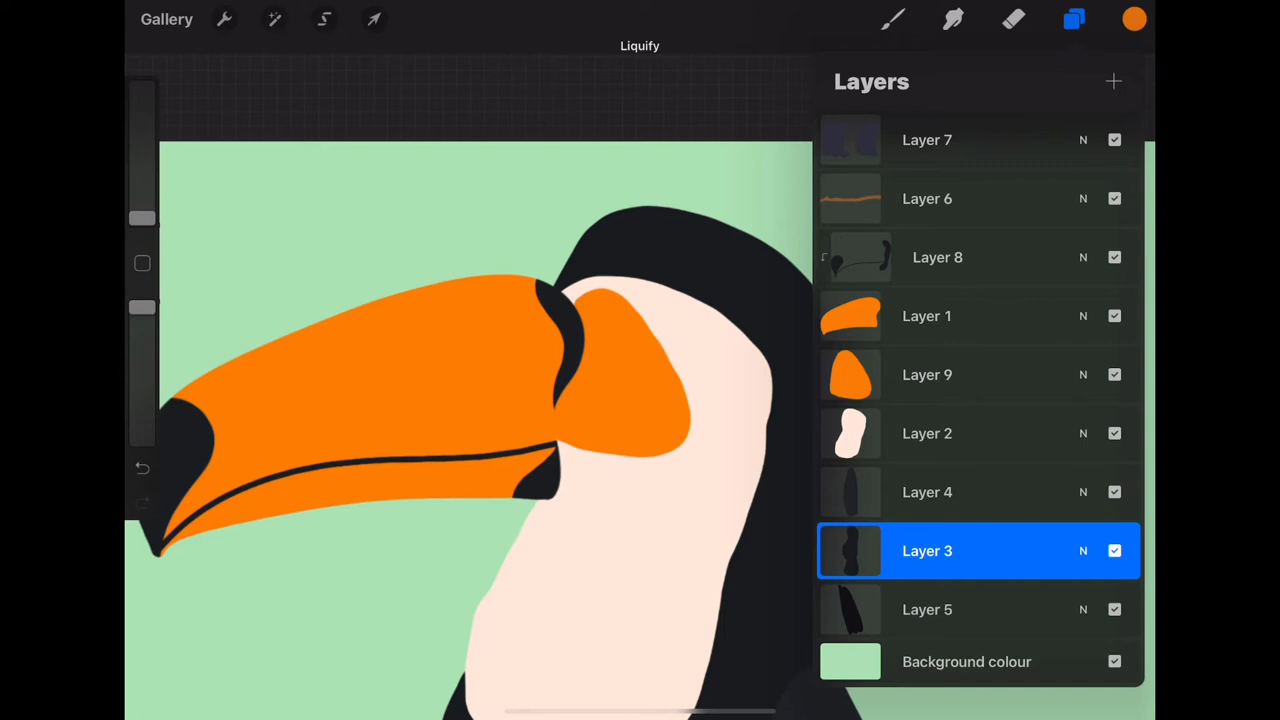 Gallery
Liquify
Layers
Layer 7 N
Layer 6 N
Layer 8 N
Layer 1 N
Layer 9 N
Layer 2 N
Layer 4 N
Layer 3 N
Layer 5 N
Background colour